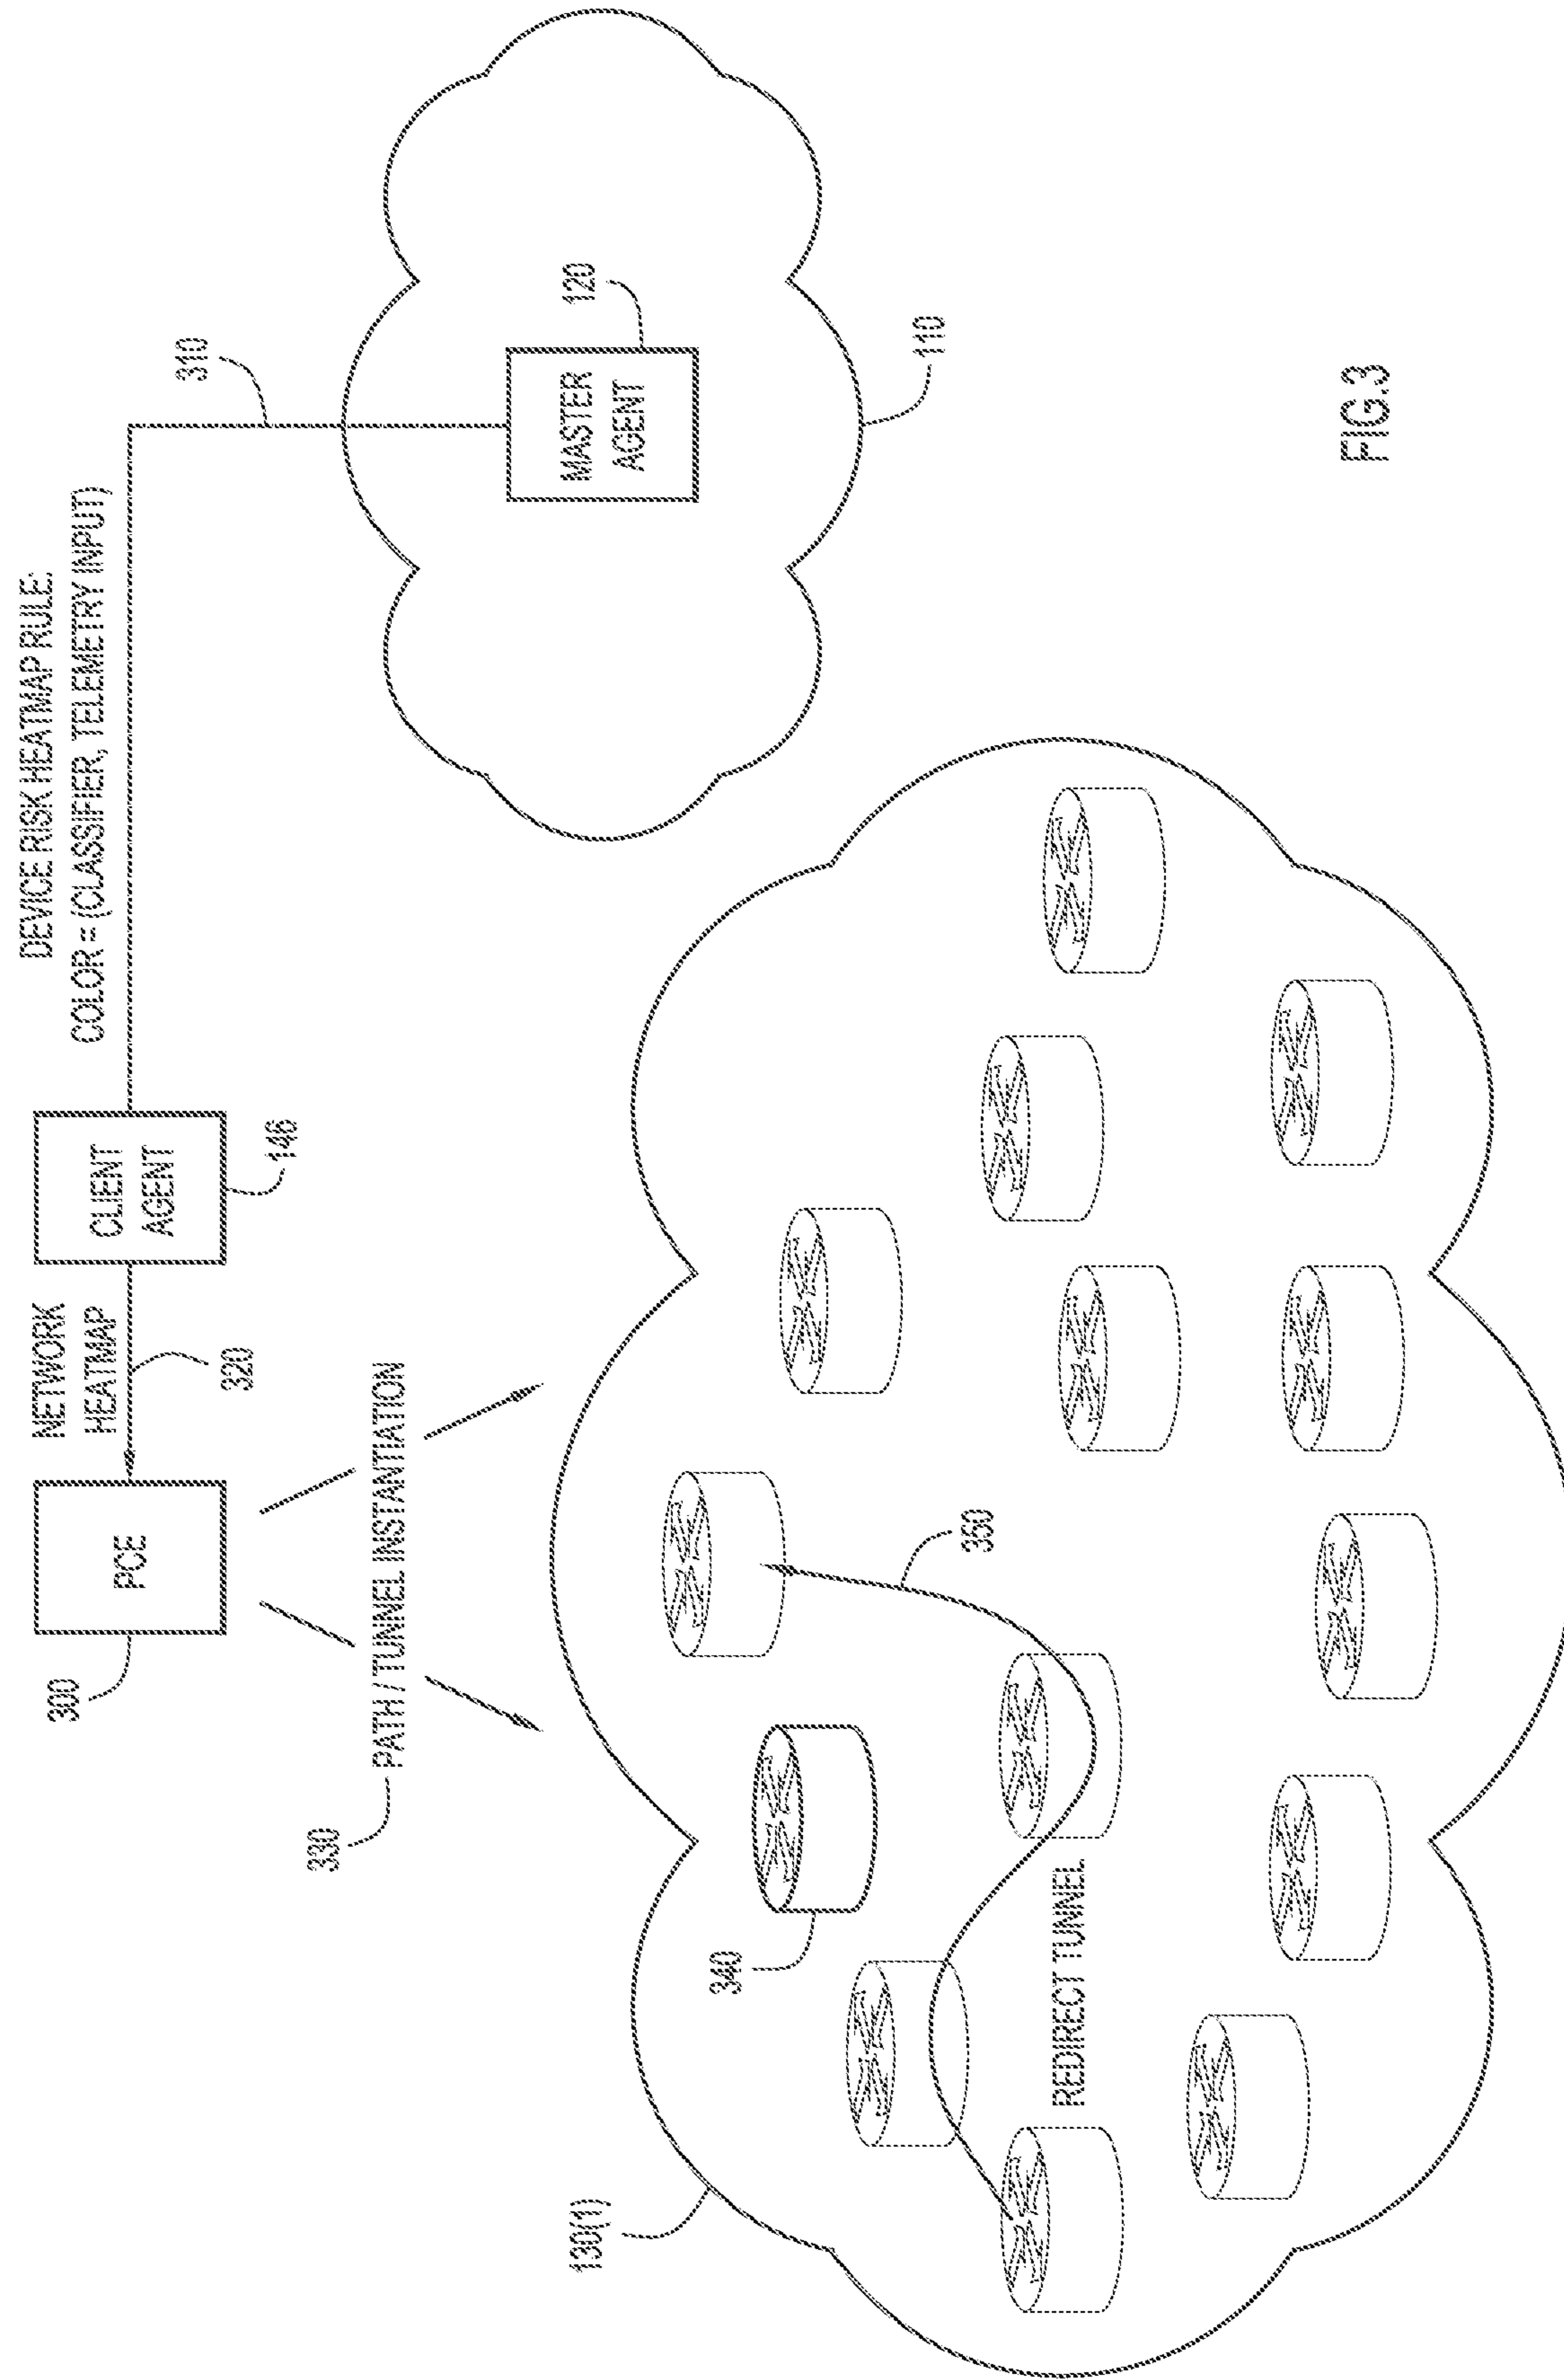 DEVICE RISK HEATMAP RULE:
COLOR = (CLASSIFIER, TELEMETRY INPUT)
300
PCE
NETWORK
HEATMAP
320
CLIENT
AGENT
146
310
330
PATH / TUNNEL INSTANTIATION
MASTER
AGENT
120
110
130(1)
340
350
REDIRECT TUNNEL
FIG.3